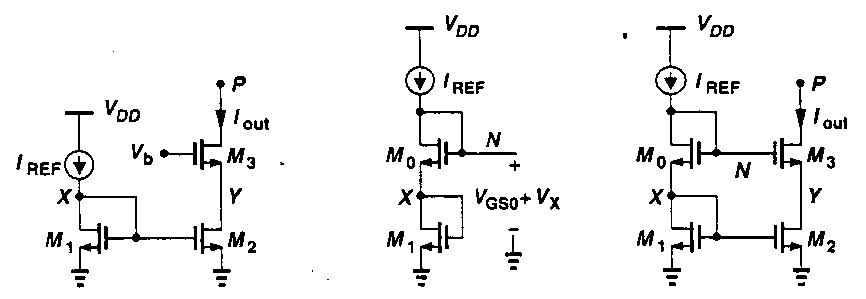 V_DD
I_REF
X
M_1
V_b
P
I_out
M_3
Y
M_2
V_DD
I_REF
N
M_0
+
X
V_GS0 + V_X
M_1
−
V_DD
I_REF
P
I_out
M_0
N
M_3
X
Y
M_1
M_2